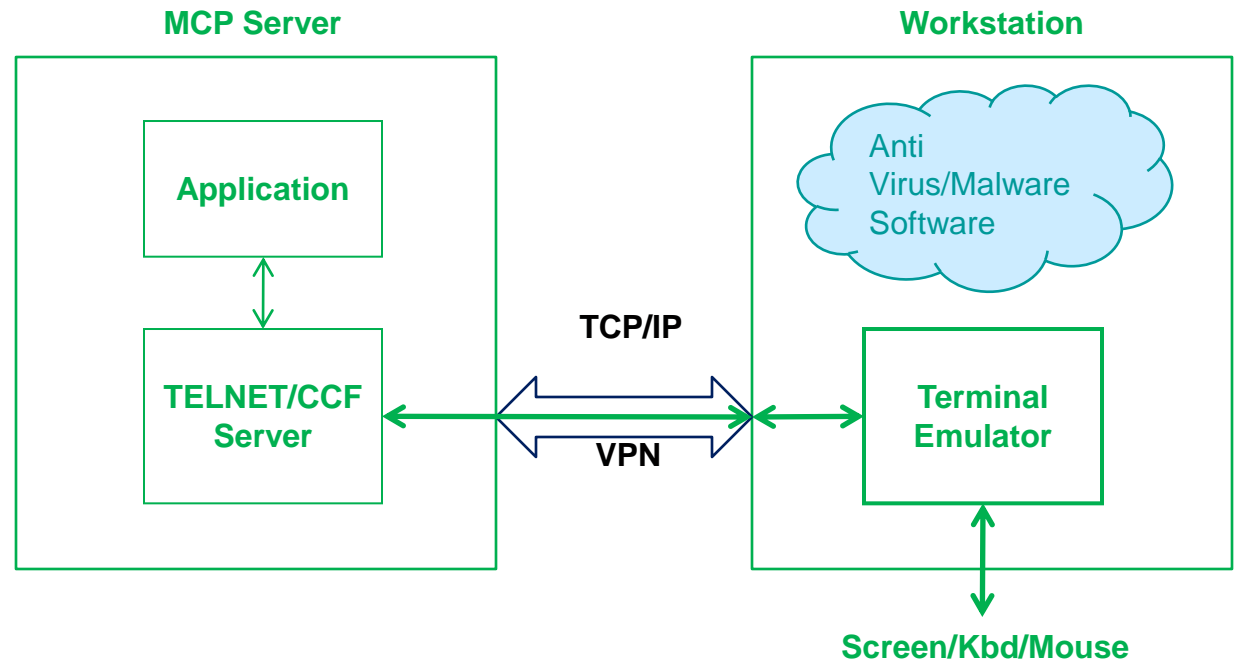 MCP Server
Workstation
Application
Anti
Virus/Malware
Software
TCP/IP
TELNET/CCF
Server
VPN
Terminal
Emulator
Screen/Kbd/Mouse